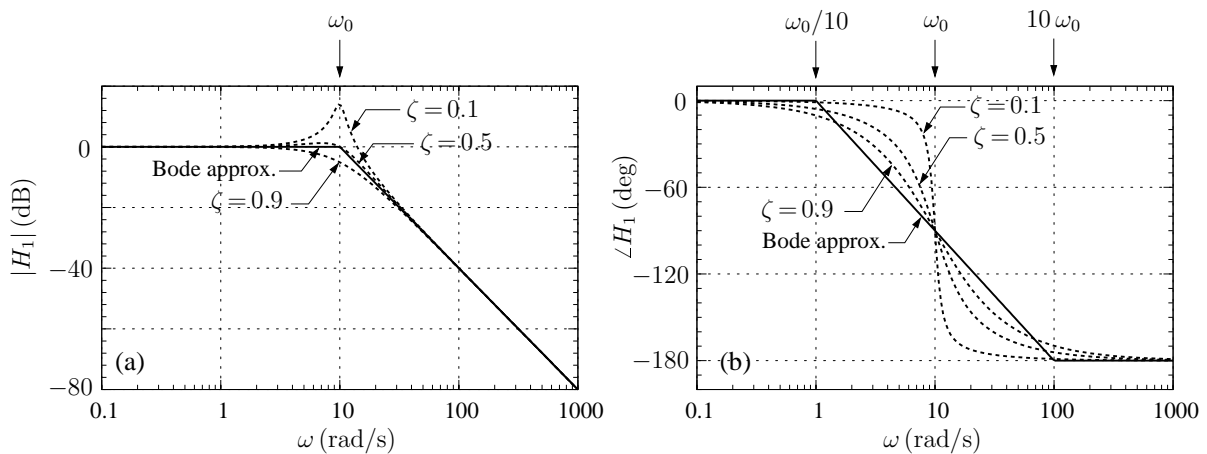 ω₀
ζ = 0.1
ζ = 0.5
Bode approx.
ζ = 0.9
0
−40
−80
|H₁| (dB)
(a)
0.1 1 10 100 1000
ω (rad/s)
ω₀/10 ω₀ 10 ω₀
ζ = 0.1
ζ = 0.5
ζ = 0.9
Bode approx.
0
−60
−120
−180
∠H₁ (deg)
(b)
0.1 1 10 100 1000
ω (rad/s)